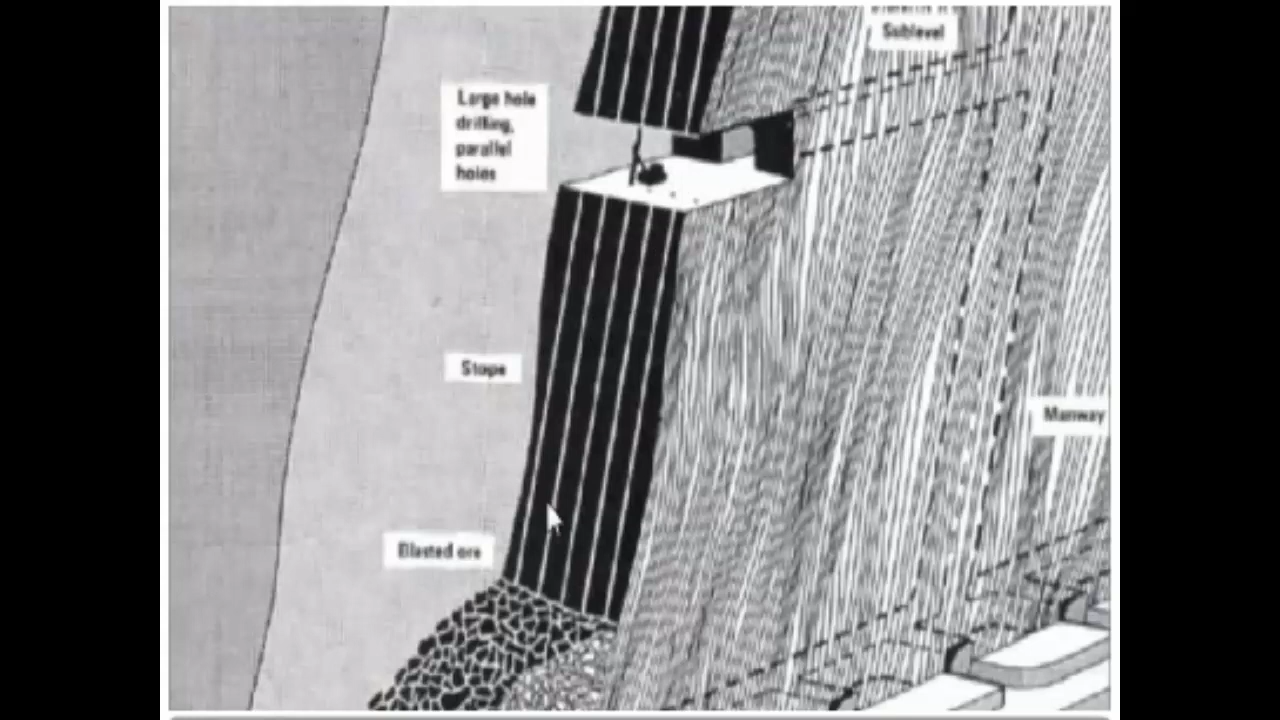 Sublevel
Large hole
drilling,
parallel
holes
Stope
Manway
Blasted ore